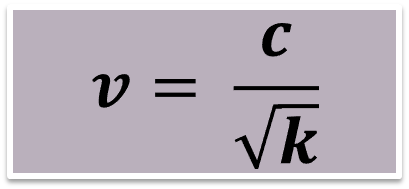 v = c / √k